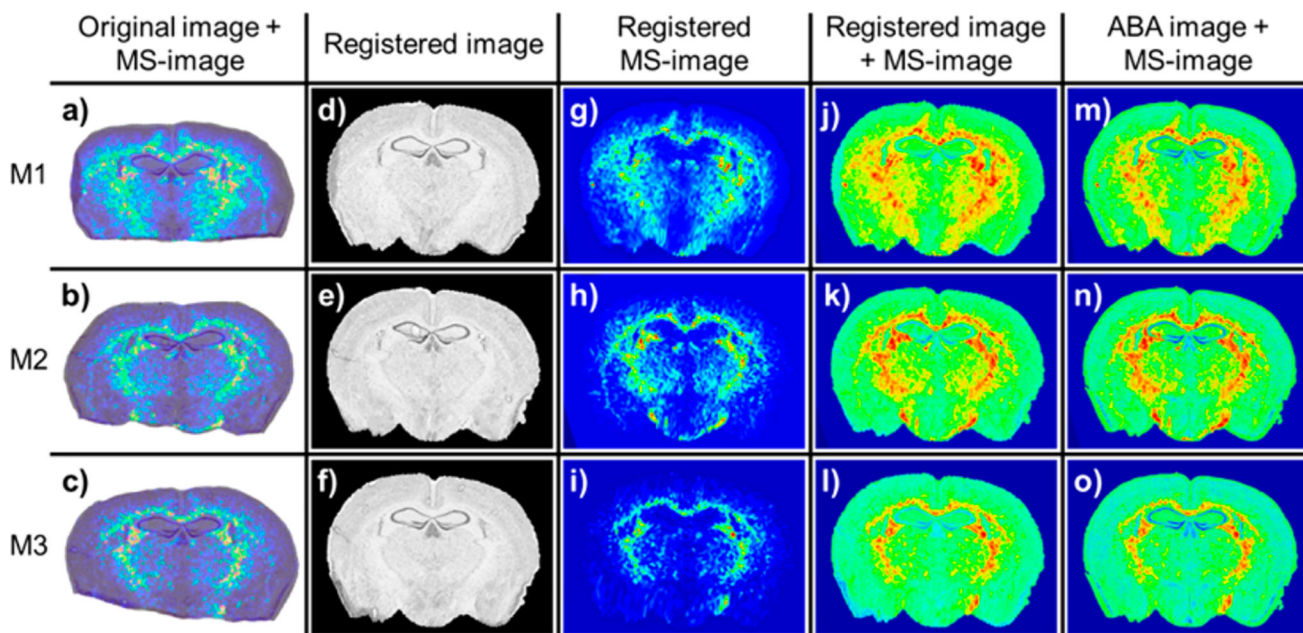 Original image +
MS-image
Registered image
Registered
MS-image
Registered image
+ MS-image
ABA image +
MS-image
M1
a)
d)
g)
j)
m)
M2
b)
e)
h)
k)
n)
M3
c)
f)
i)
l)
o)